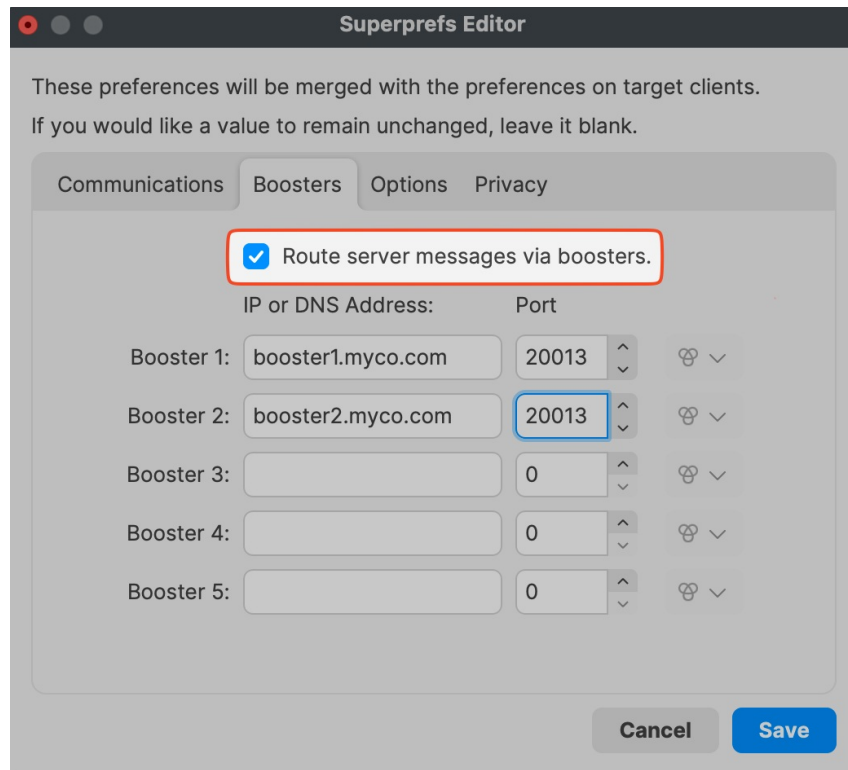 Superprefs Editor
These preferences will be merged with the preferences on target clients.
If you would like a value to remain unchanged, leave it blank.
Communications Boosters Options Privacy
Route server messages via boosters.
IP or DNS Address: Port
Booster 1: booster1.myco.com 20013
Booster 2: booster2.myco.com 20013
Booster 3: 0
Booster 4: 0
Booster 5: 0
Cancel Save